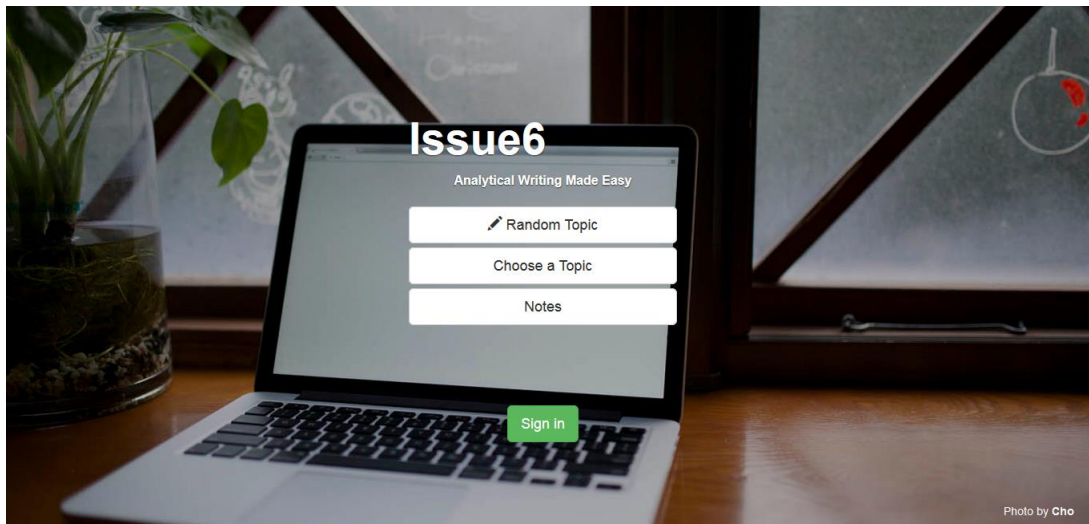 Issue6
Analytical Writing Made Easy
Random Topic
Choose a Topic
Notes
Sign in
Photo by Cho